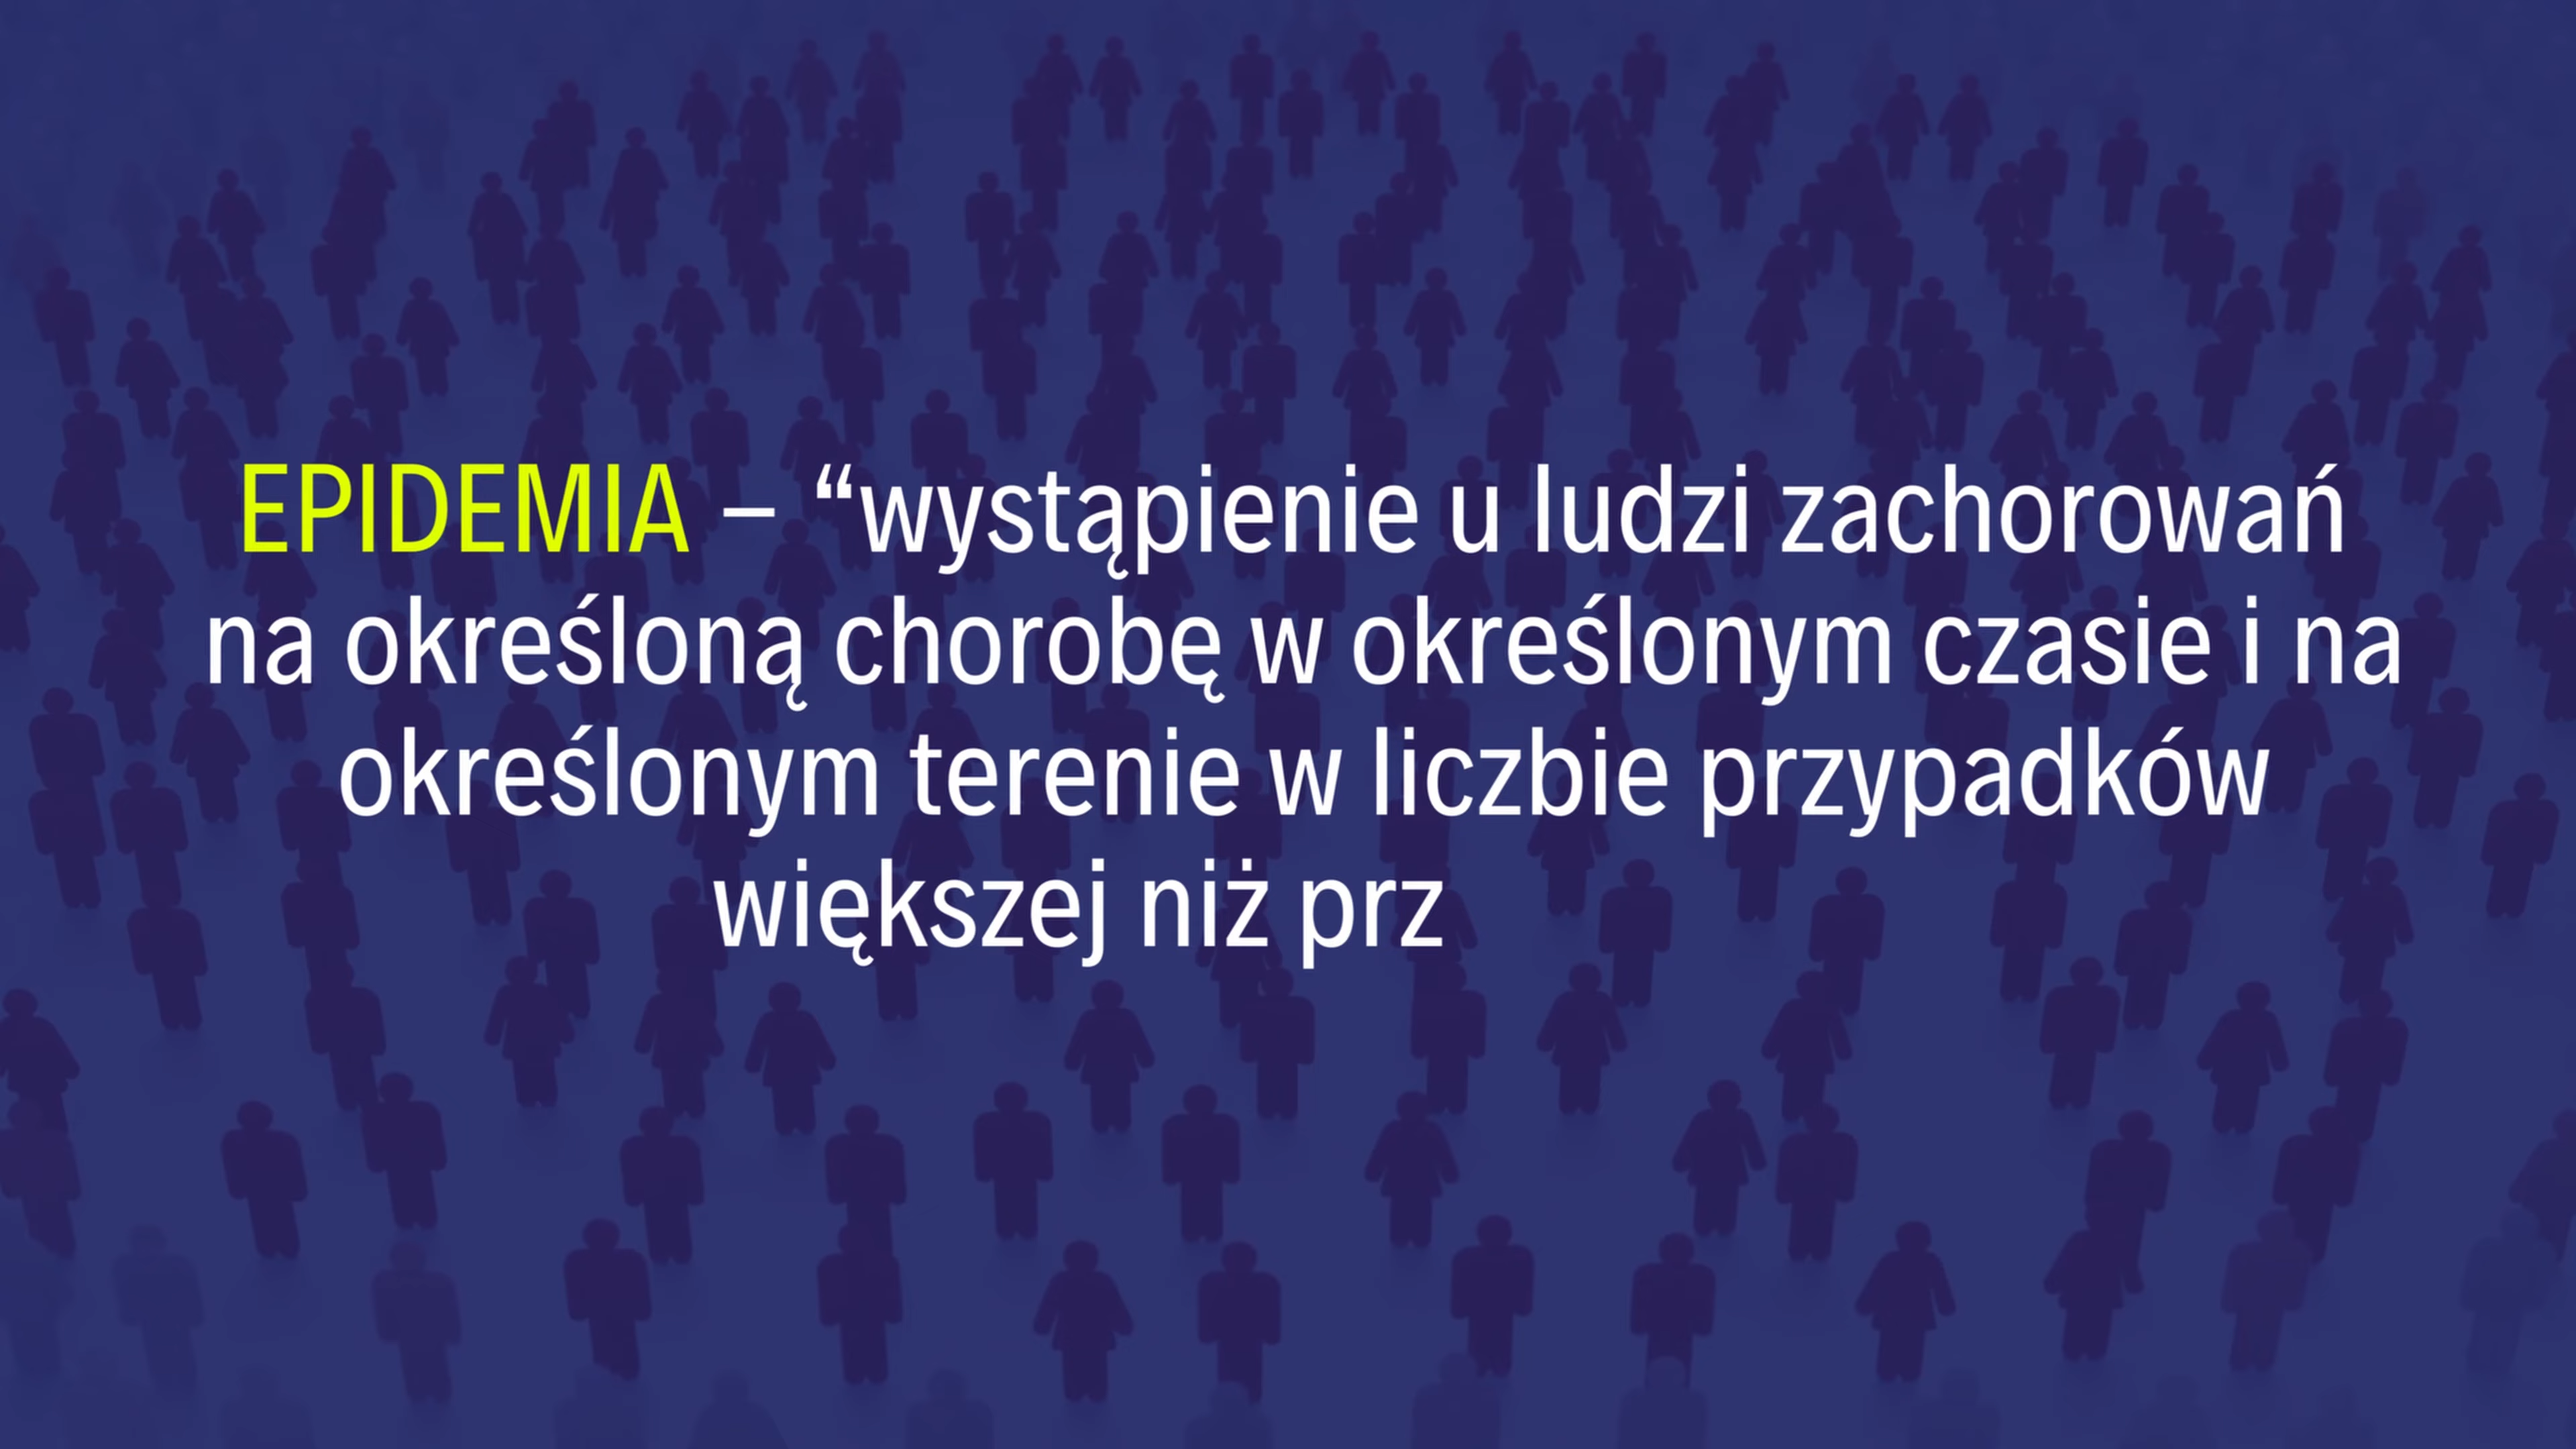 EPIDEMIA – “wystąpienie u ludzi zachorowań
na określoną chorobę w określonym czasie i na
określonym terenie w liczbie przypadków
większej niż prz